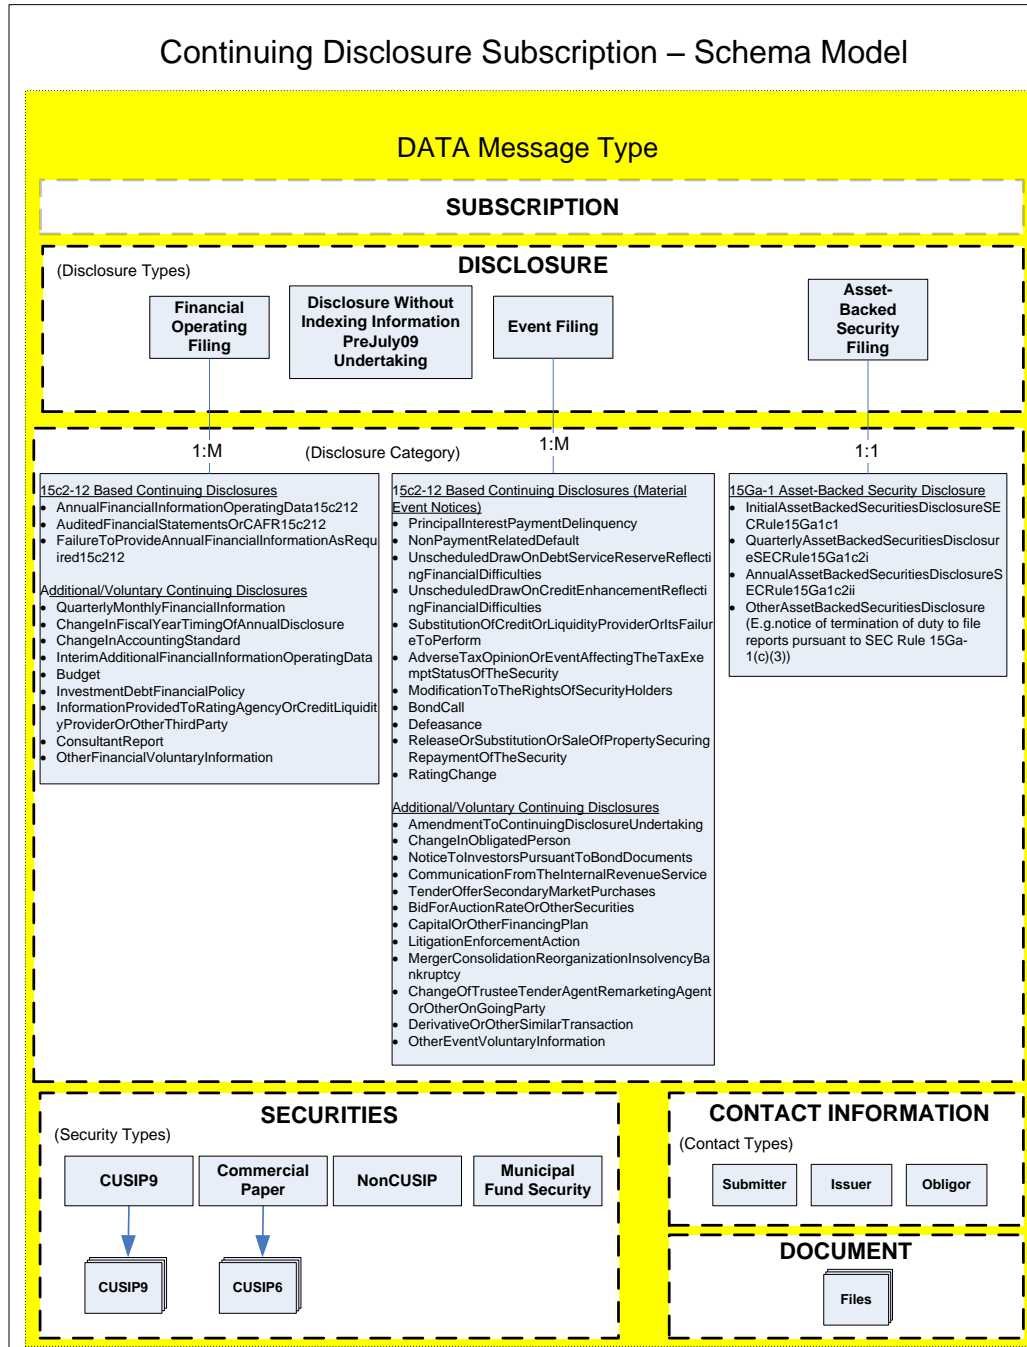 Continuing Disclosure Subscription – Schema Model
DATA Message Type
SUBSCRIPTION
DISCLOSURE
(Disclosure Types)
Financial
Operating
Filing
Disclosure Without
Indexing Information
PreJuly09
Undertaking
Event Filing
Asset-
Backed
Security
Filing
1:M
(Disclosure Category)
1:M
1:1
15c2-12 Based Continuing Disclosures
• AnnualFinancialInformationOperatingData15c212
• AuditedFinancialStatementsOrCAFR15c212
• FailureToProvideAnnualFinancialInformationAsRequ
ired15c212
Additional/Voluntary Continuing Disclosures
• QuarterlyMonthlyFinancialInformation
• ChangeInFiscalYearTimingOfAnnualDisclosure
• ChangeInAccountingStandard
• InterimAdditionalFinancialInformationOperatingData
• Budget
• InvestmentDebtFinancialPolicy
• InformationProvidedToRatingAgencyOrCreditLiquidit
yProviderOrOtherThirdParty
• ConsultantReport
• OtherFinancialVoluntaryInformation
15c2-12 Based Continuing Disclosures (Material
Event Notices)
• PrincipalInterestPaymentDelinquency
• NonPaymentRelatedDefault
• UnscheduledDrawOnDebtServiceReserveReflecti
ngFinancialDifficulties
• UnscheduledDrawOnCreditEnhancementReflecti
ngFinancialDifficulties
• SubstitutionOfCreditOrLiquidityProviderOrItsFailur
eToPerform
• AdverseTaxOpinionOrEventAffectingTheTaxExe
mptStatusOfTheSecurity
• ModificationToTheRightsOfSecurityHolders
• BondCall
• Defeasance
• ReleaseOrSubstitutionOrSaleOfPropertySecuring
RepaymentOfTheSecurity
• RatingChange
Additional/Voluntary Continuing Disclosures
• AmendmentToContinuingDisclosureUndertaking
• ChangeInObligatedPerson
• NoticeToInvestorsPursuantToBondDocuments
• CommunicationFromTheInternalRevenueService
• TenderOfferSecondaryMarketPurchases
• BidForAuctionRateOrOtherSecurities
• CapitalOrOtherFinancingPlan
• LitigationEnforcementAction
• MergerConsolidationReorganizationInsolvencyBa
nkruptcy
• ChangeOfTrusteeTenderAgentRemarketingAgent
OrOtherOnGoingParty
• DerivativeOrOtherSimilarTransaction
• OtherEventVoluntaryInformation
15Ga-1 Asset-Backed Security Disclosure
• InitialAssetBackedSecuritiesDisclosureSE
CRule15Ga1c1
• QuarterlyAssetBackedSecuritiesDisclosur
eSECRule15Ga1c2i
• AnnualAssetBackedSecuritiesDisclosureS
ECRule15Ga1c2ii
• OtherAssetBackedSecuritiesDisclosure
(E.g.notice of termination of duty to file
reports pursuant to SEC Rule 15Ga-
1(c)(3))
SECURITIES
(Security Types)
CUSIP9
Commercial
Paper
NonCUSIP
Municipal
Fund Security
CUSIP9
CUSIP6
CONTACT INFORMATION
(Contact Types)
Submitter
Issuer
Obligor
DOCUMENT
Files